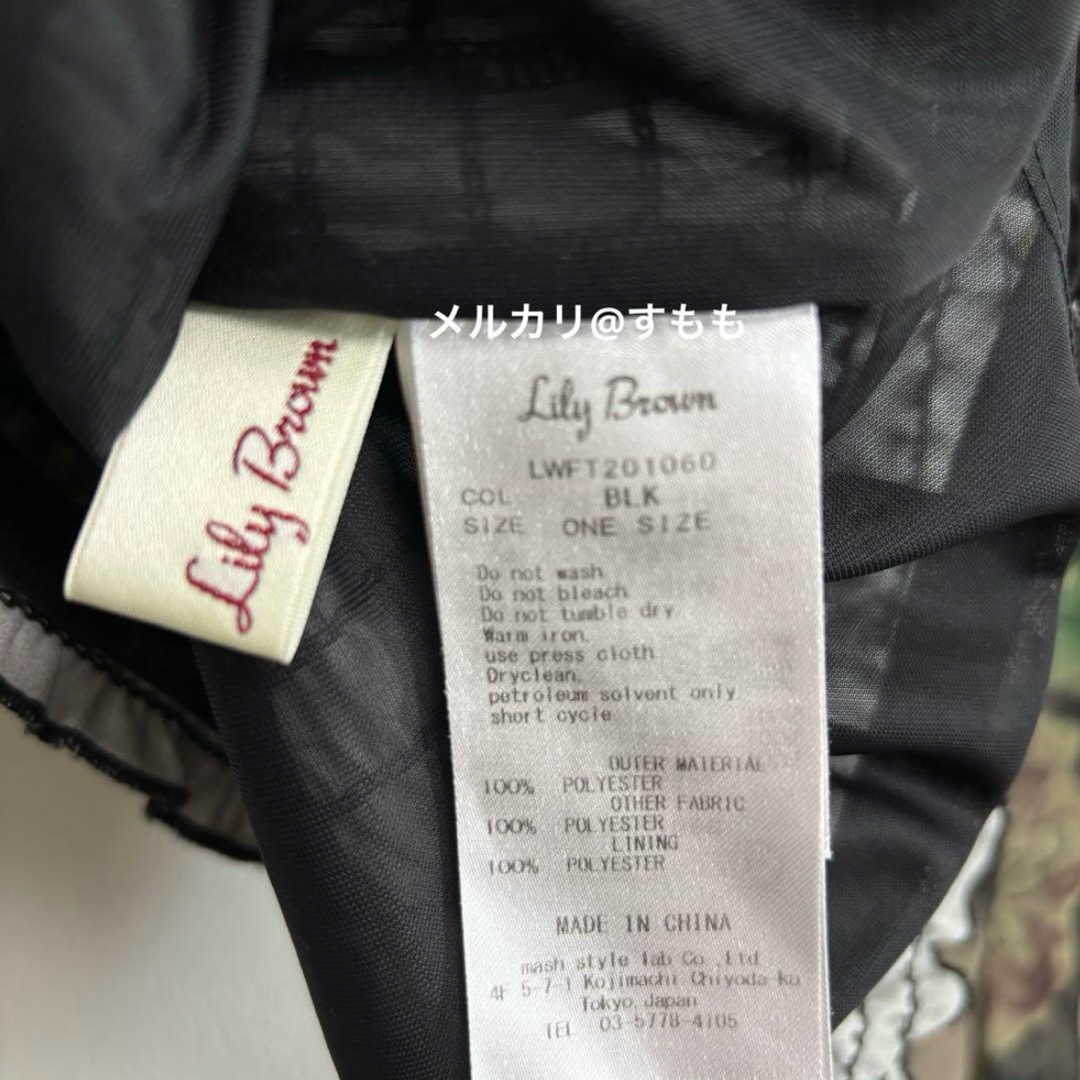 メルカリ@すもも
Lily Brown
Lily Brown
LWFT201060
COL BLK
SIZE ONE SIZE
Do not wash.
Do not bleach.
Do not tumble dry.
Warm iron.
use press cloth
Dryclean,
petroleum solvent only
short cycle.
OUTER MATERIAL
100% POLYESTER
OTHER FABRIC
100% POLYESTER
LINING
100% POLYESTER
MADE IN CHINA
mash style lab Co.,Ltd
4F 5-7-1 Kojimachi Chiyoda-ku
Tokyo, Japan
TEL 03-5778-4105